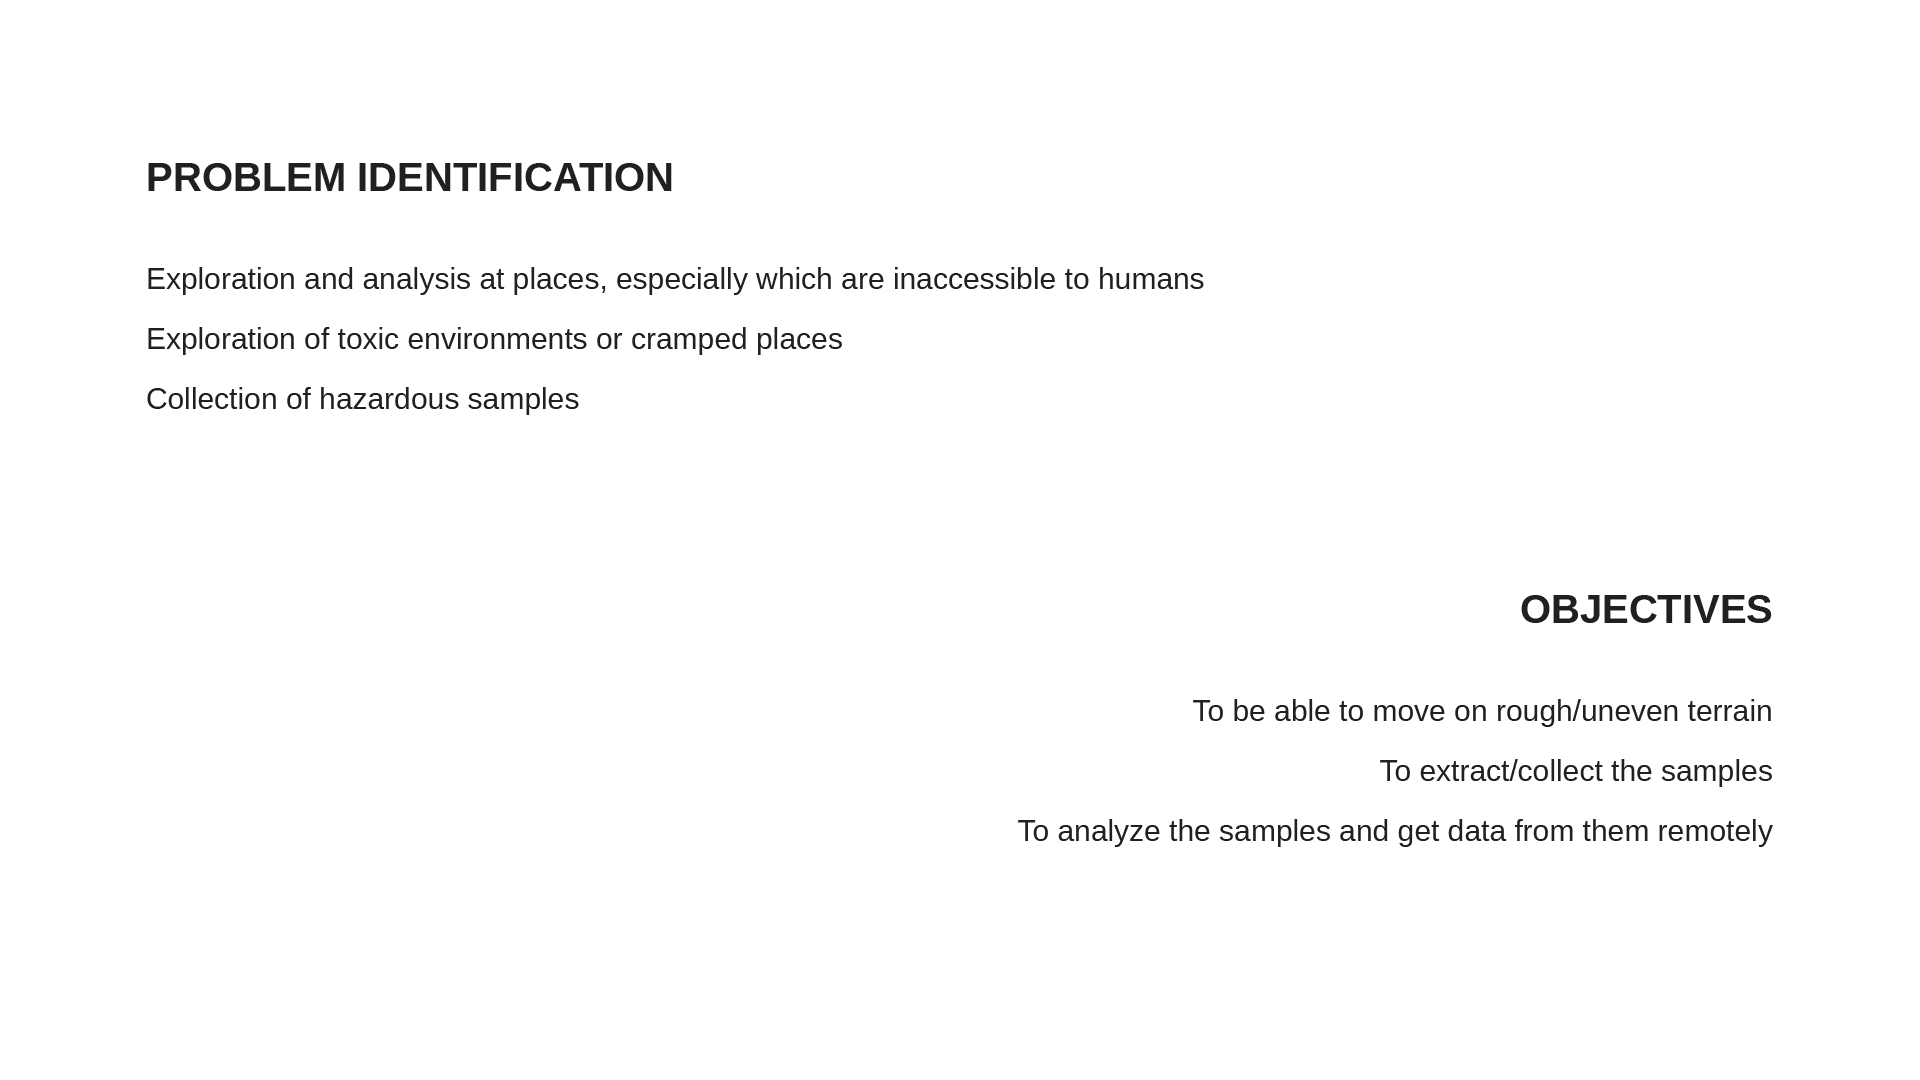 PROBLEM IDENTIFICATION
Exploration and analysis at places, especially which are inaccessible to humans
Exploration of toxic environments or cramped places
Collection of hazardous samples
OBJECTIVES
To be able to move on rough/uneven terrain
To extract/collect the samples
To analyze the samples and get data from them remotely